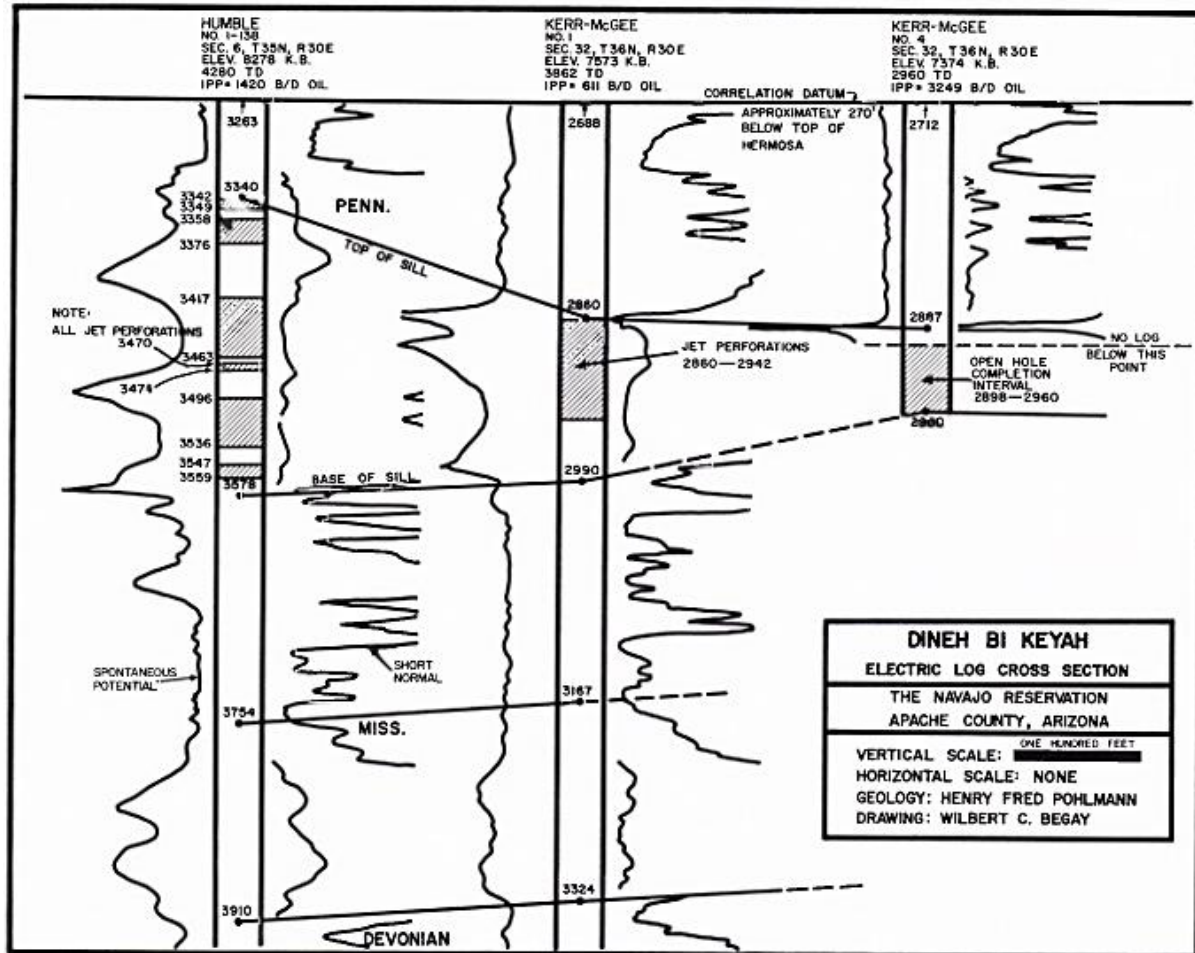 HUMBLE
NO. 1-138
SEC. 6, T35N, R30E
ELEV. 8278 K.B.
4280 TD
IPP= 1420 B/D OIL
KERR-McGEE
NO. 1
SEC. 32, T36N, R30E
ELEV. 7573 K.B.
3862 TD
IPP= 611 B/D OIL
KERR-McGEE
NO. 4
SEC. 32, T36N, R30E
ELEV. 7374 K.B.
2960 TD
IPP= 3249 B/D OIL
CORRELATION DATUM
APPROXIMATELY 270'
BELOW TOP OF
HERMOSA
3263
2688
2712
3340
3342
3349
3358
3376
PENN.
TOP OF SILL
3417
NOTE:
ALL JET PERFORATIONS
3463
3470
3474
3496
3536
3547
3559
3578
BASE OF SILL
2860
JET PERFORATIONS
2860—2942
2990
2887
NO LOG
BELOW THIS
POINT
OPEN HOLE
COMPLETION
INTERVAL
2898—2960
2960
SPONTANEOUS
POTENTIAL
SHORT
NORMAL
3754
3167
MISS.
3910
3324
DEVONIAN
DINEH BI KEYAH
ELECTRIC LOG CROSS SECTION
THE NAVAJO RESERVATION
APACHE COUNTY, ARIZONA
ONE HUNDRED FEET
VERTICAL SCALE:
HORIZONTAL SCALE: NONE
GEOLOGY: HENRY FRED POHLMANN
DRAWING: WILBERT C. BEGAY